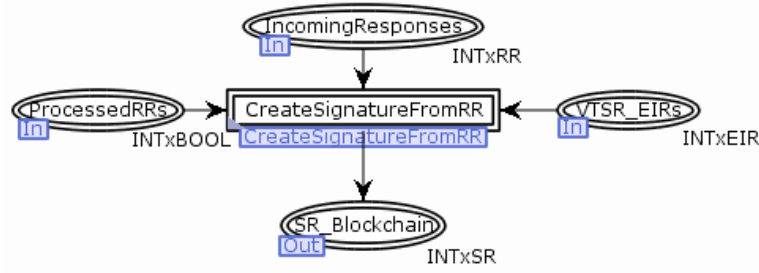 IncomingResponses
In
INTxRR
ProcessedRRs
In
INTxBOOL
CreateSignatureFromRR
CreateSignatureFromRR
VTSR_EIRs
In
INTxEIR
SR_Blockchain
Out
INTxSR